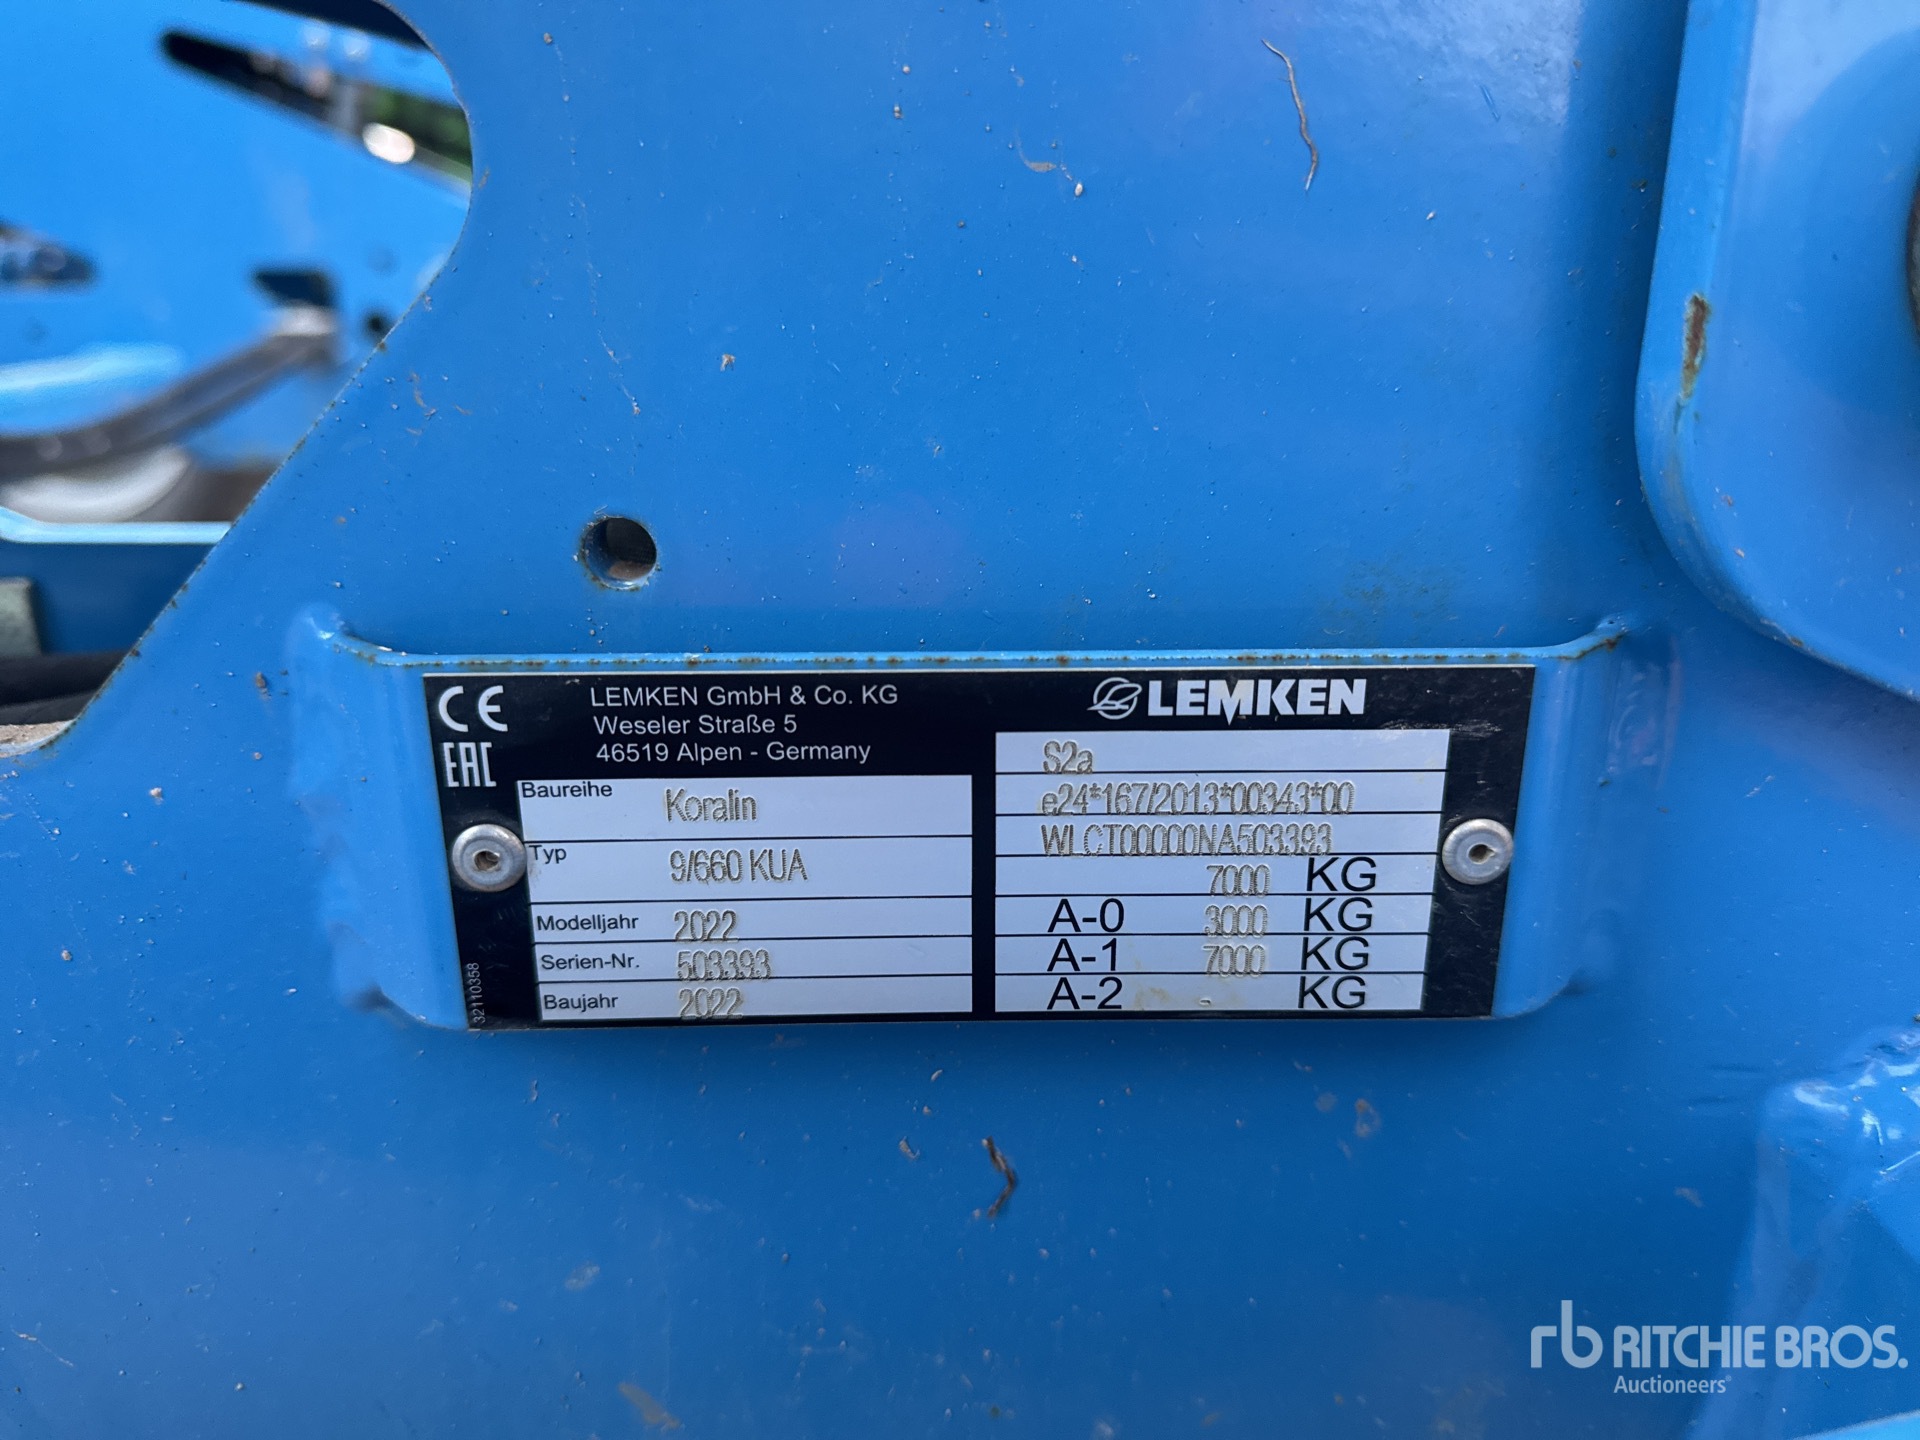 CE
EAC
LEMKEN GmbH & Co. KG
Weseler Straße 5
46519 Alpen - Germany
Baureihe Koralin
Typ 9/660 KUA
Modelljahr 2022
Serien-Nr. 503393
Baujahr 2022
32110358
LEMKEN
S2a
e24*167/2013*00343*00
WLCT00000NA503393
7000 KG
A-0 3000 KG
A-1 7000 KG
A-2 - KG
rb RITCHIE BROS.
Auctioneers